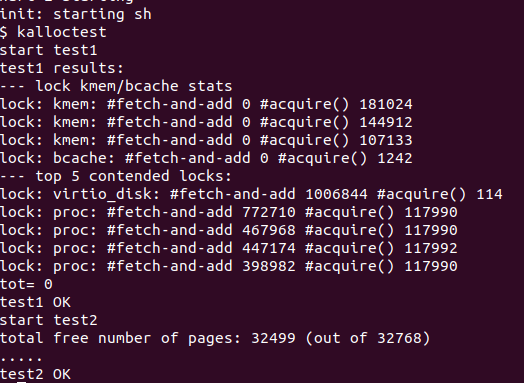 init: starting sh
$ kalloctest
start test1
test1 results:
--- lock kmem/bcache stats
lock: kmem: #fetch-and-add 0 #acquire() 181024
lock: kmem: #fetch-and-add 0 #acquire() 144912
lock: kmem: #fetch-and-add 0 #acquire() 107133
lock: bcache: #fetch-and-add 0 #acquire() 1242
--- top 5 contended locks:
lock: virtio_disk: #fetch-and-add 1006844 #acquire() 114
lock: proc: #fetch-and-add 772710 #acquire() 117990
lock: proc: #fetch-and-add 467968 #acquire() 117990
lock: proc: #fetch-and-add 447174 #acquire() 117992
lock: proc: #fetch-and-add 398982 #acquire() 117990
tot= 0
test1 OK
start test2
total free number of pages: 32499 (out of 32768)
.....
test2 OK